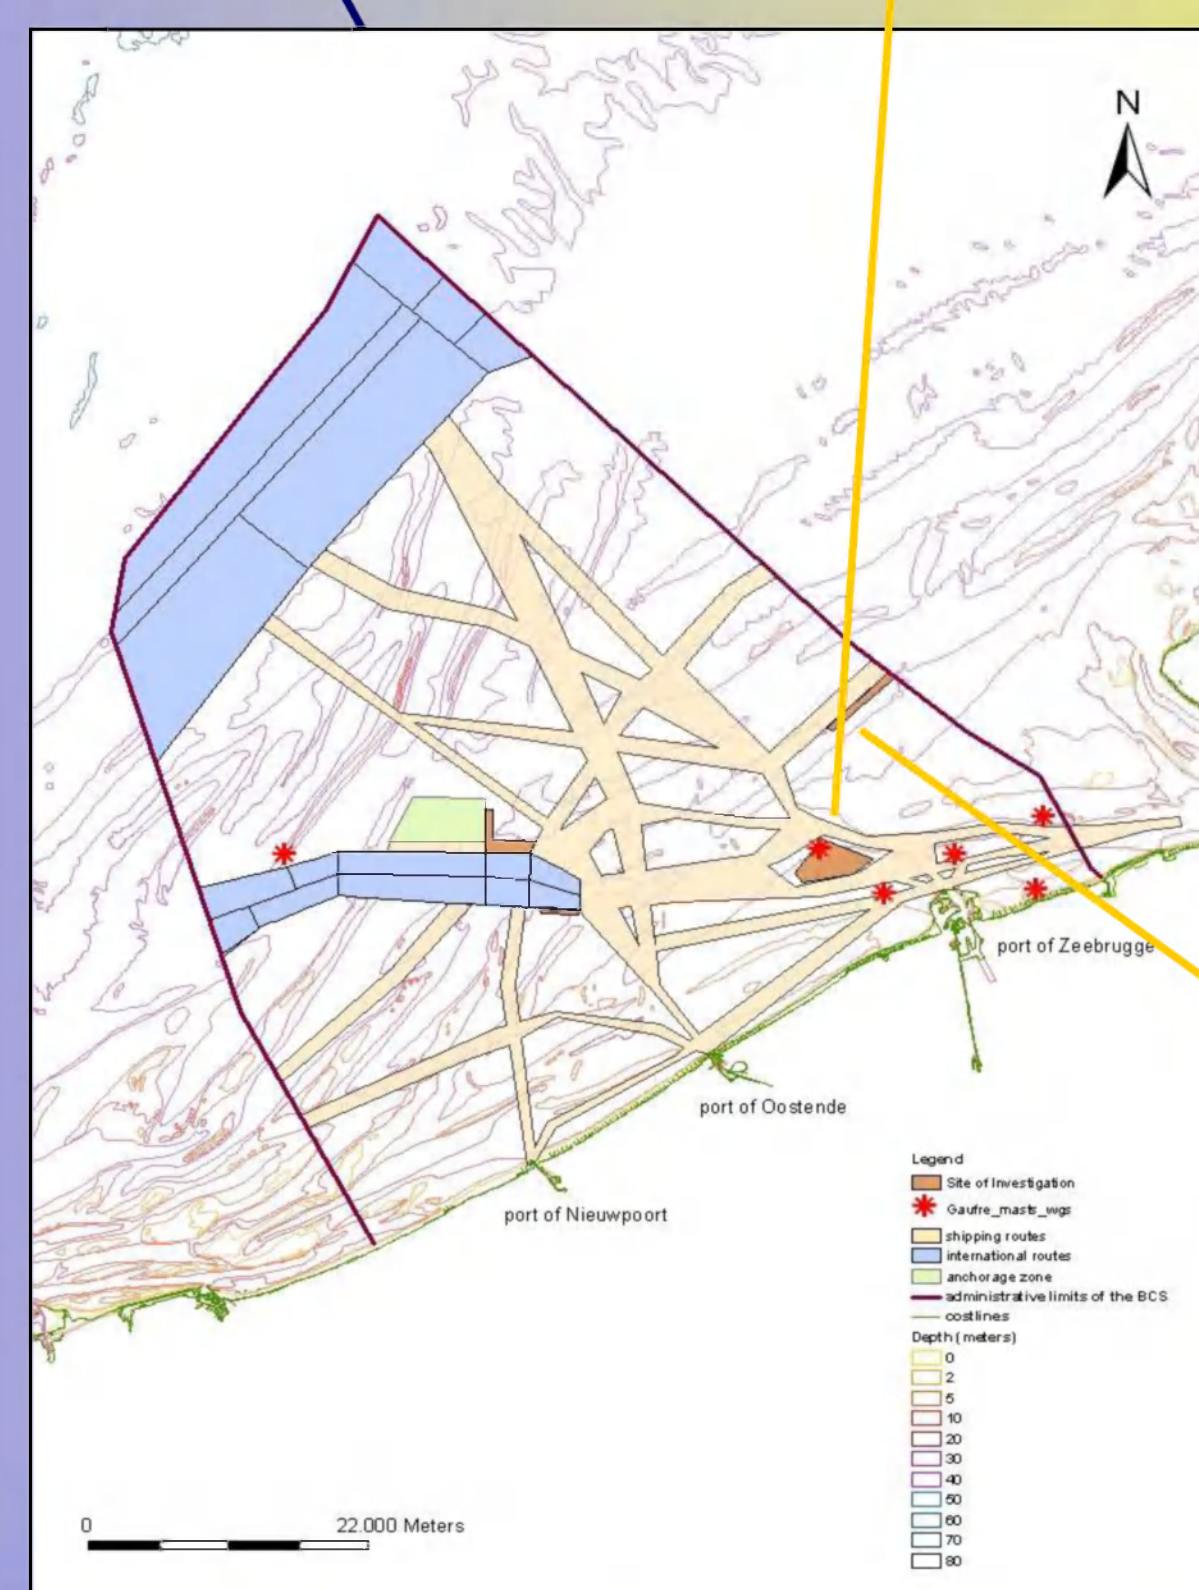 N
port of Zeebrugge
port of Oostende
port of Nieuwpoort
Legend
Site of Investigation
Gaufre_masts_wgs
shipping routes
international routes
anchorage zone
administrative limits of the BCS
costlines
Depth (meters)
0
2
5
10
20
30
40
50
60
70
80
0 22.000 Meters